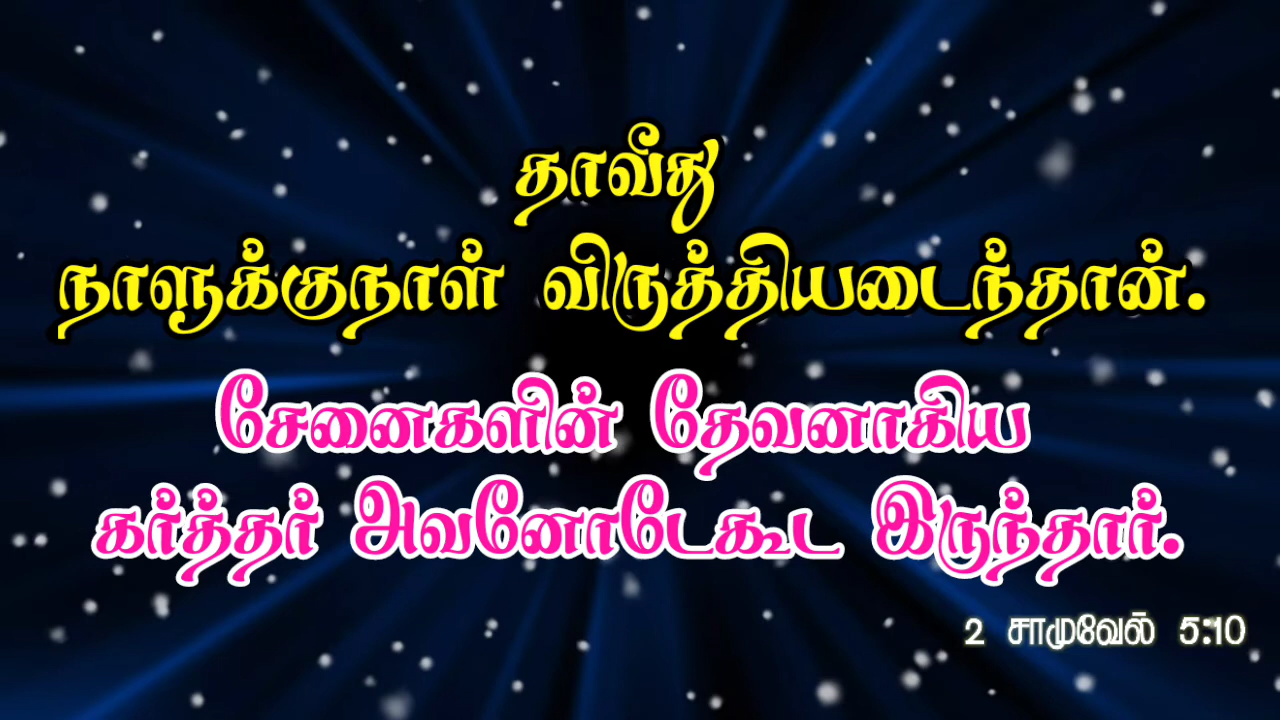 தாவீது
நாளுக்குநாள் விருத்தியடைந்தான்.
சேனைகளின் தேவனாகிய
கர்த்தர் அவனோடேகூட இருந்தார்.
2 சாமுவேல் 5:10